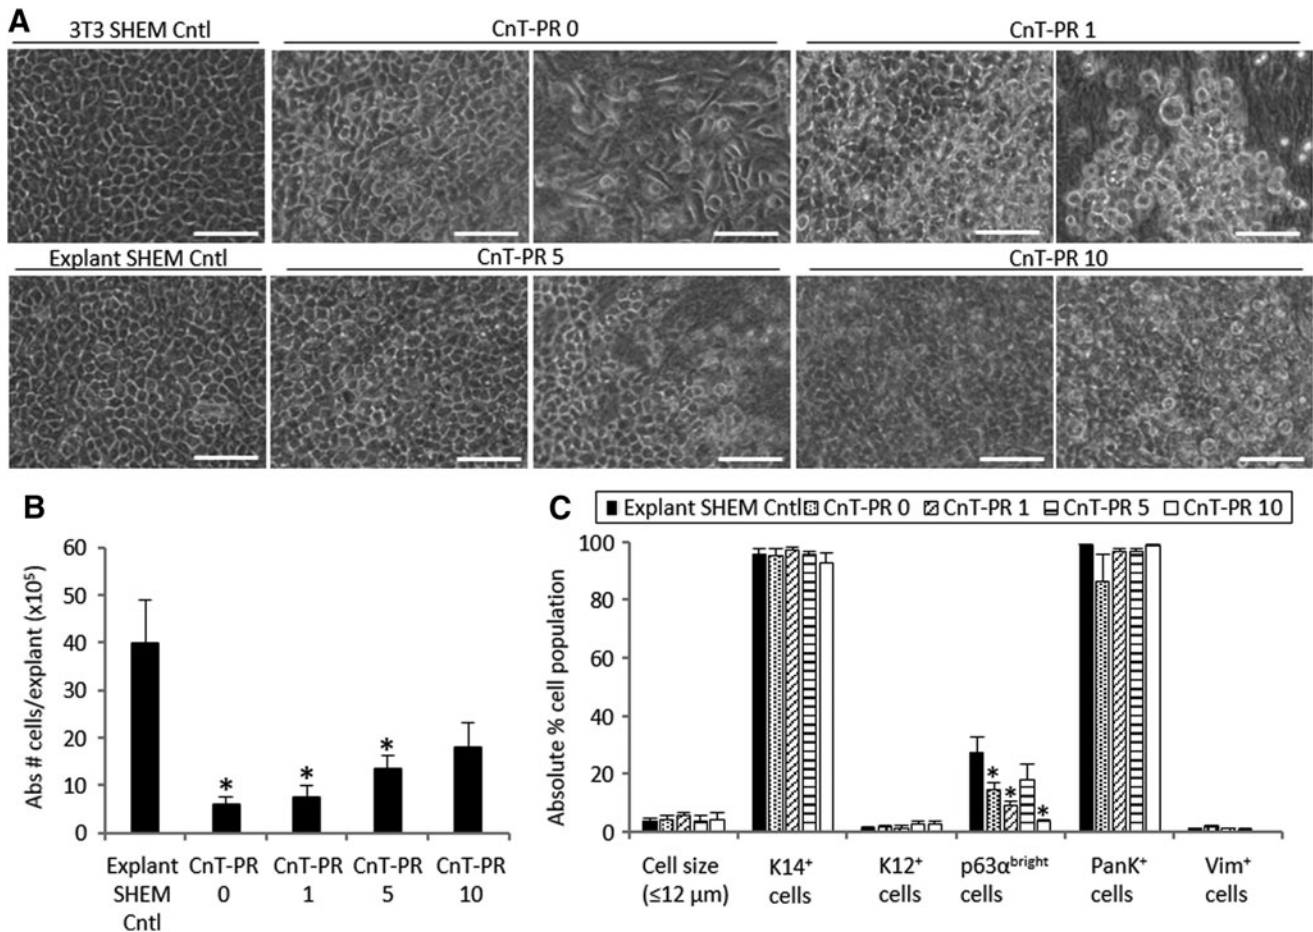 A
3T3 SHEM Cntl
CnT-PR 0
CnT-PR 1
Explant SHEM Cntl
CnT-PR 5
CnT-PR 10
B
Abs # cells/explant (x10⁵)
60
50
40
30
20
10
0
*
*
*
Explant SHEM Cntl
CnT-PR 0
CnT-PR 1
CnT-PR 5
CnT-PR 10
C
Explant SHEM Cntl CnT-PR 0 CnT-PR 1 CnT-PR 5 CnT-PR 10
Absolute % cell population
100
80
60
40
20
0
*
*
*
Cell size (≤12 μm)
K14⁺ cells
K12⁺ cells
p63αᵇʳⁱᵍʰᵗ cells
PanK⁺ cells
Vim⁺ cells